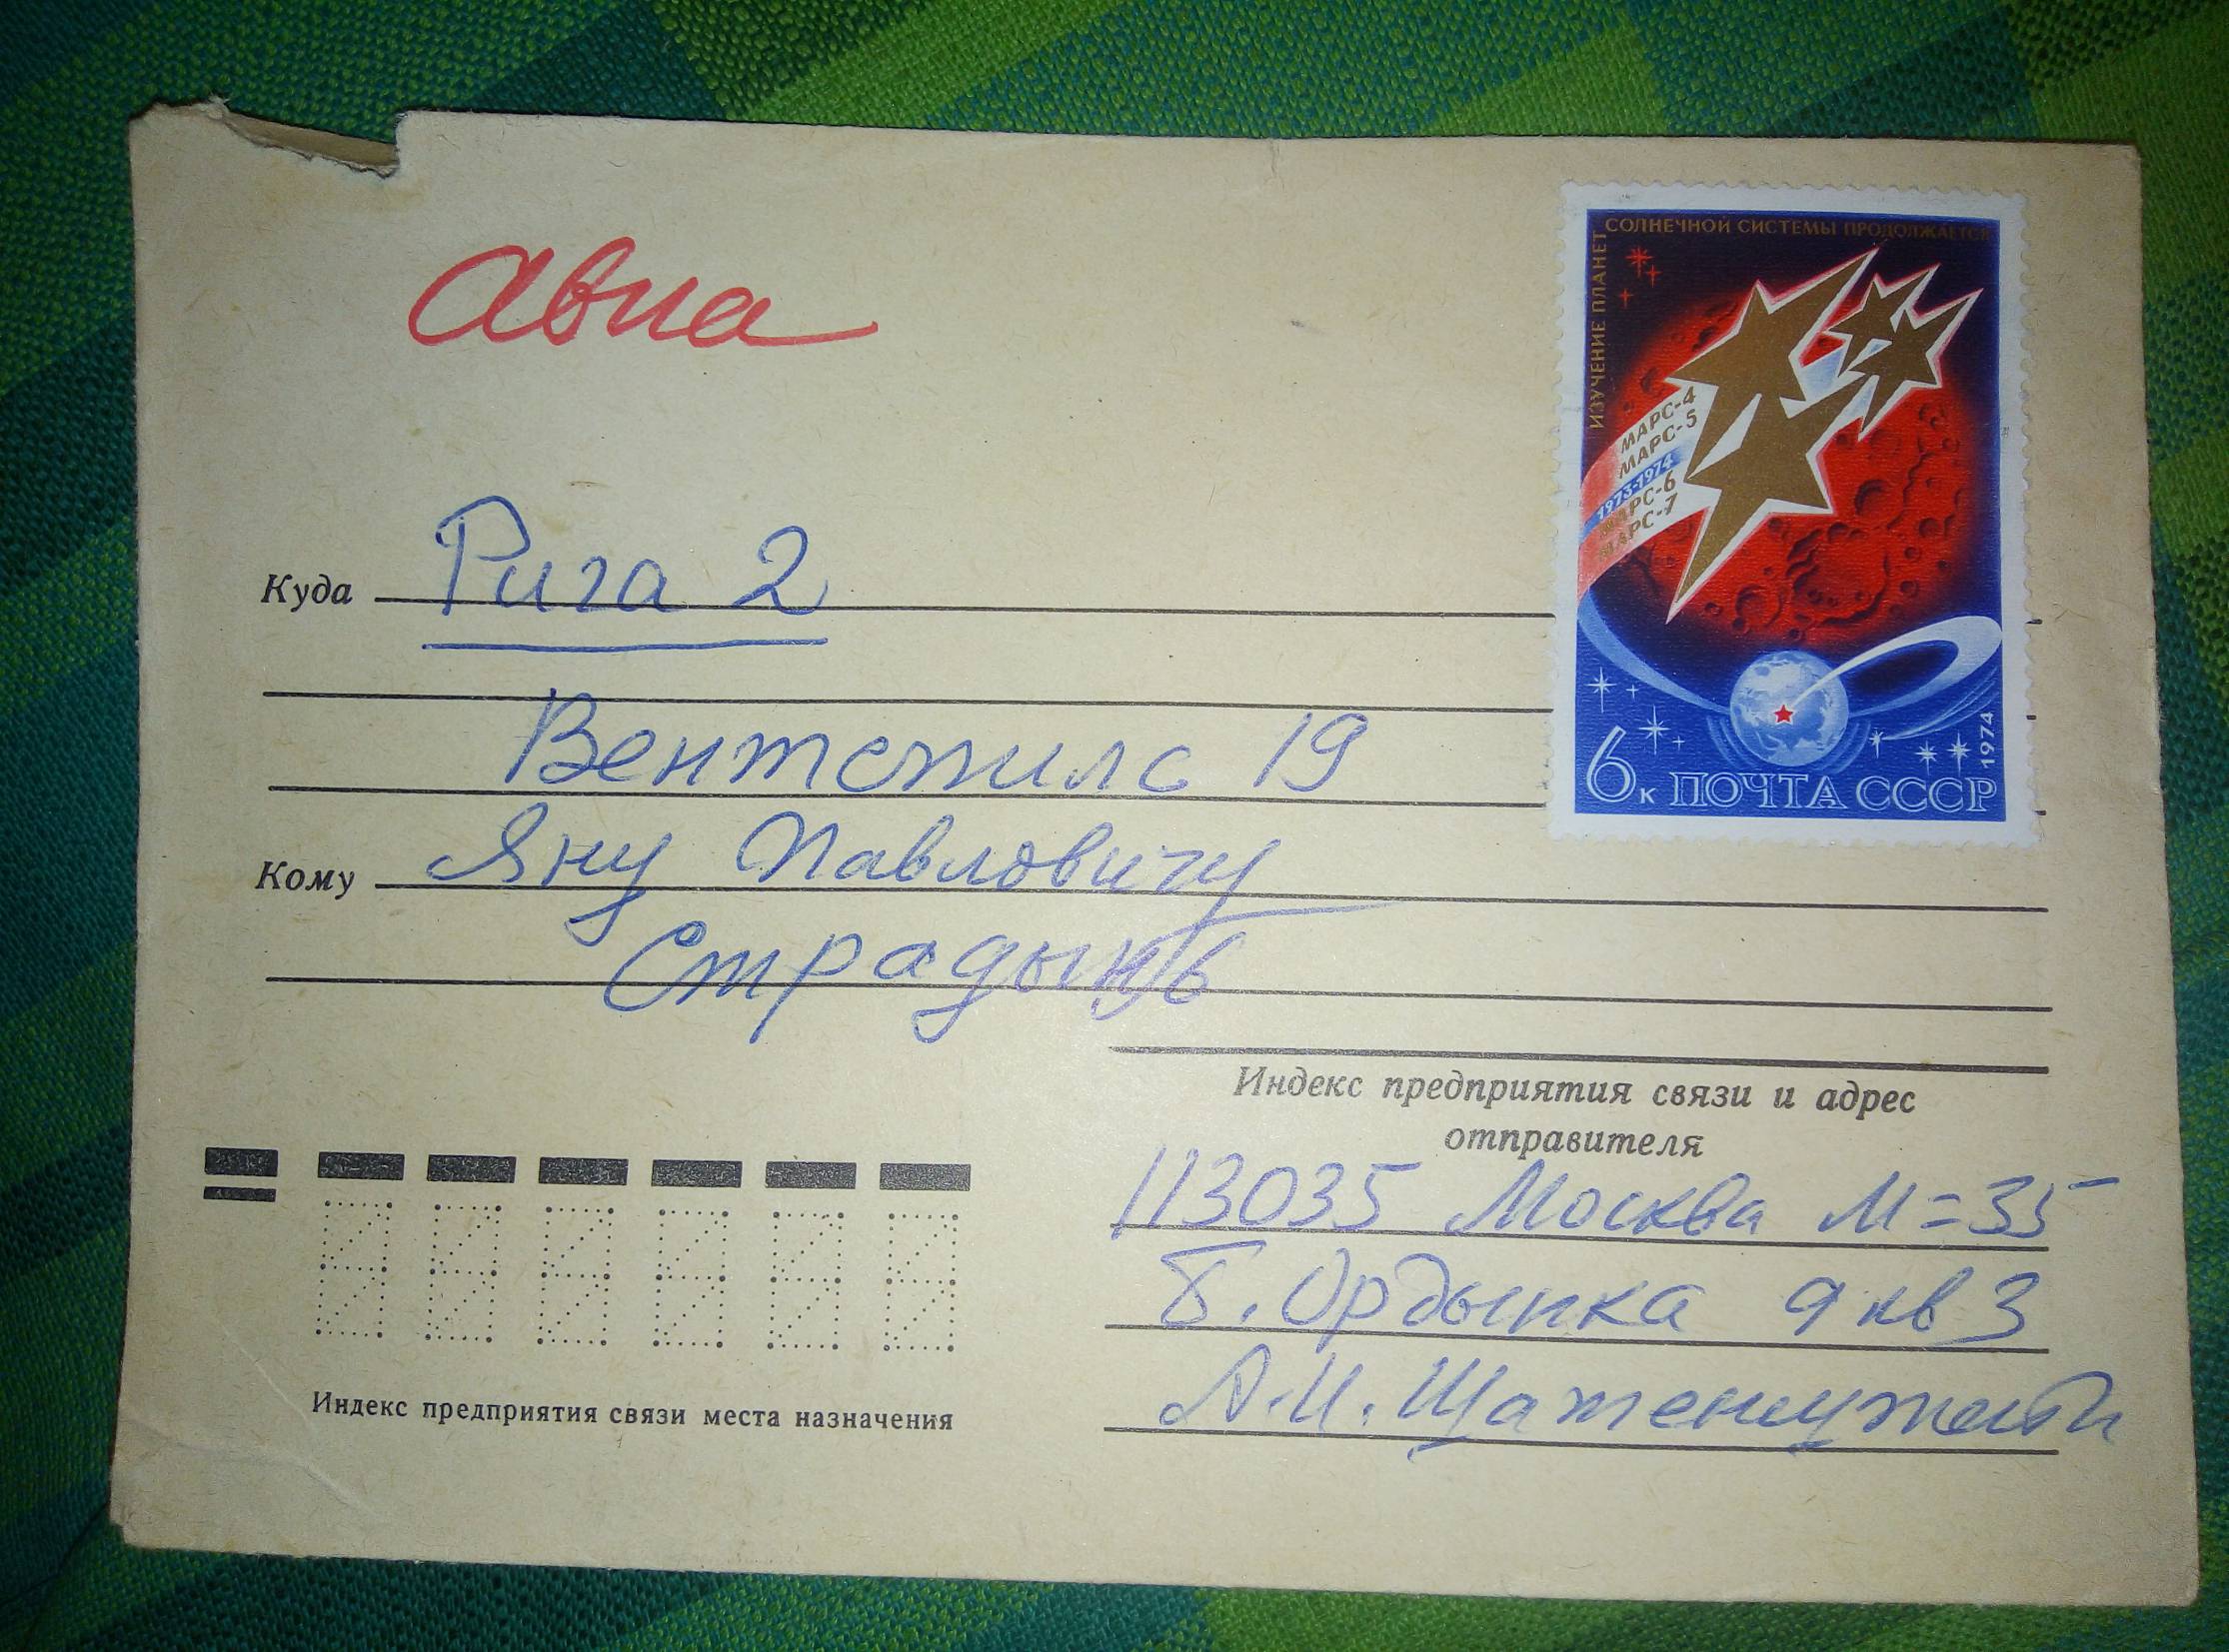 Авиа
СОЛНЕЧНОЙ СИСТЕМЫ ПРОДОЛЖАЕТСЯ
ИЗУЧЕНИЕ ПЛАНЕТ
МАРС-4
МАРС-5
1973-1974
МАРС-6
МАРС-7
1974
6 к ПОЧТА СССР
Куда Рига 2
Вентспилс 19
Кому Яну Павловичу
Страдынь
Индекс предприятия связи и адрес
отправителя
113035 Москва М=35
Б. Ордынка 9 кв 3
А.И.
Индекс предприятия связи места назначения